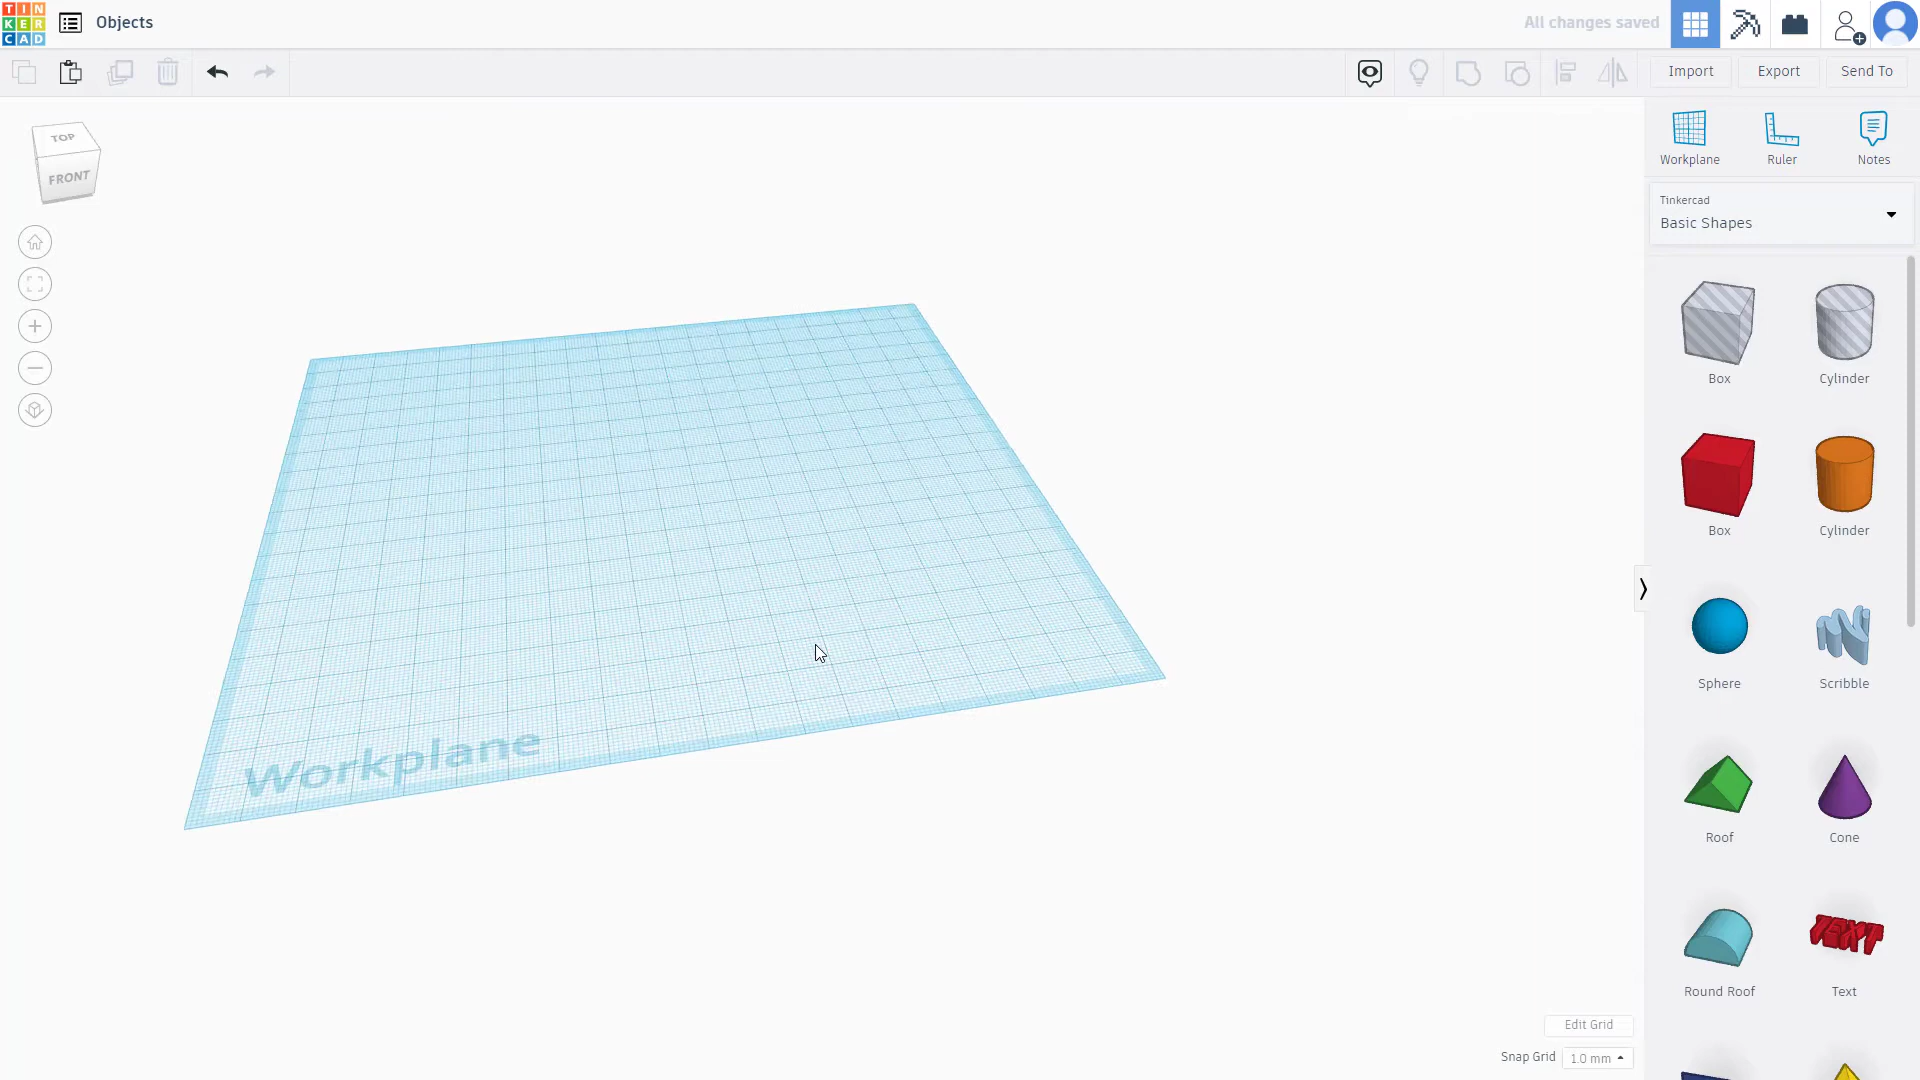 TIN
KER
CAD
Objects
All changes saved
Import
Export
Send To
TOP
FRONT
Workplane
Ruler
Notes
Tinkercad
Basic Shapes
Box
Cylinder
Box
Cylinder
Sphere
Scribble
Workplane
Roof
Cone
TEXT
Round Roof
Text
Edit Grid
Snap Grid
1.0 mm